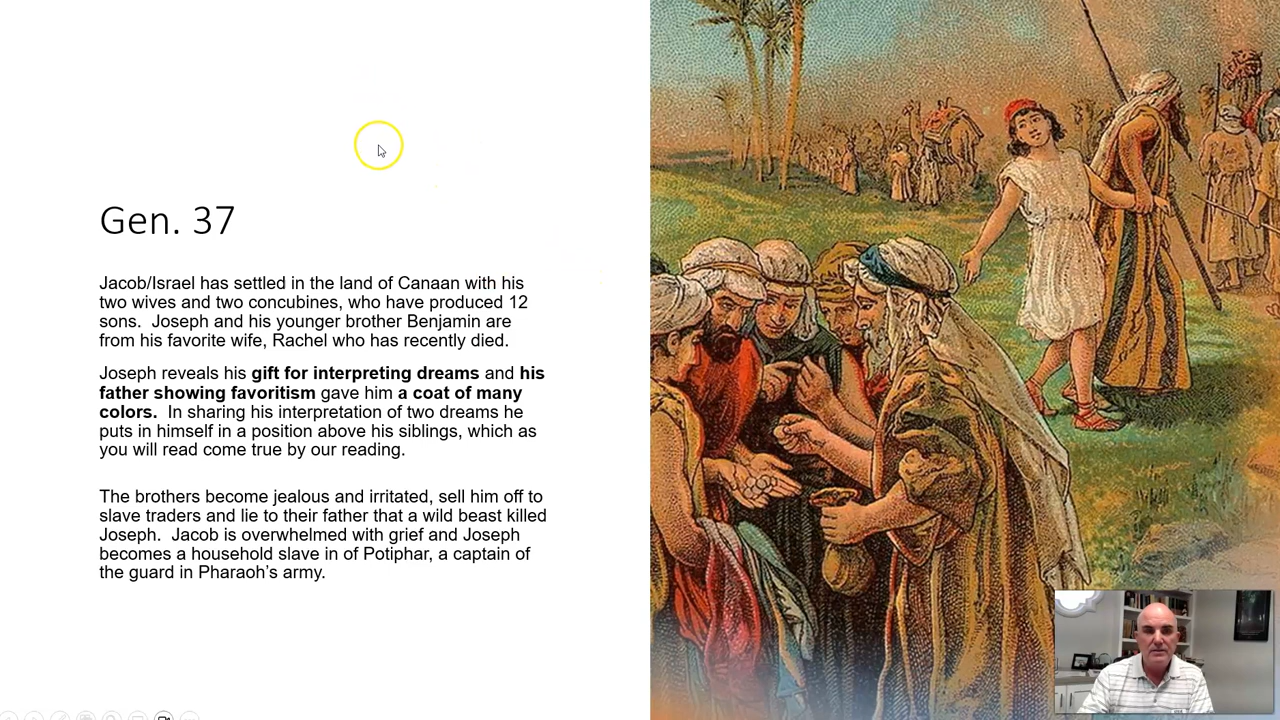 Gen. 37
Jacob/Israel has settled in the land of Canaan with his
two wives and two concubines, who have produced 12
sons.  Joseph and his younger brother Benjamin are
from his favorite wife, Rachel who has recently died.
Joseph reveals his gift for interpreting dreams and his
father showing favoritism gave him a coat of many
colors.  In sharing his interpretation of two dreams he
puts in himself in a position above his siblings, which as
you will read come true by our reading.
The brothers become jealous and irritated, sell him off to
slave traders and lie to their father that a wild beast killed
Joseph.  Jacob is overwhelmed with grief and Joseph
becomes a household slave in of Potiphar, a captain of
the guard in Pharaoh’s army.